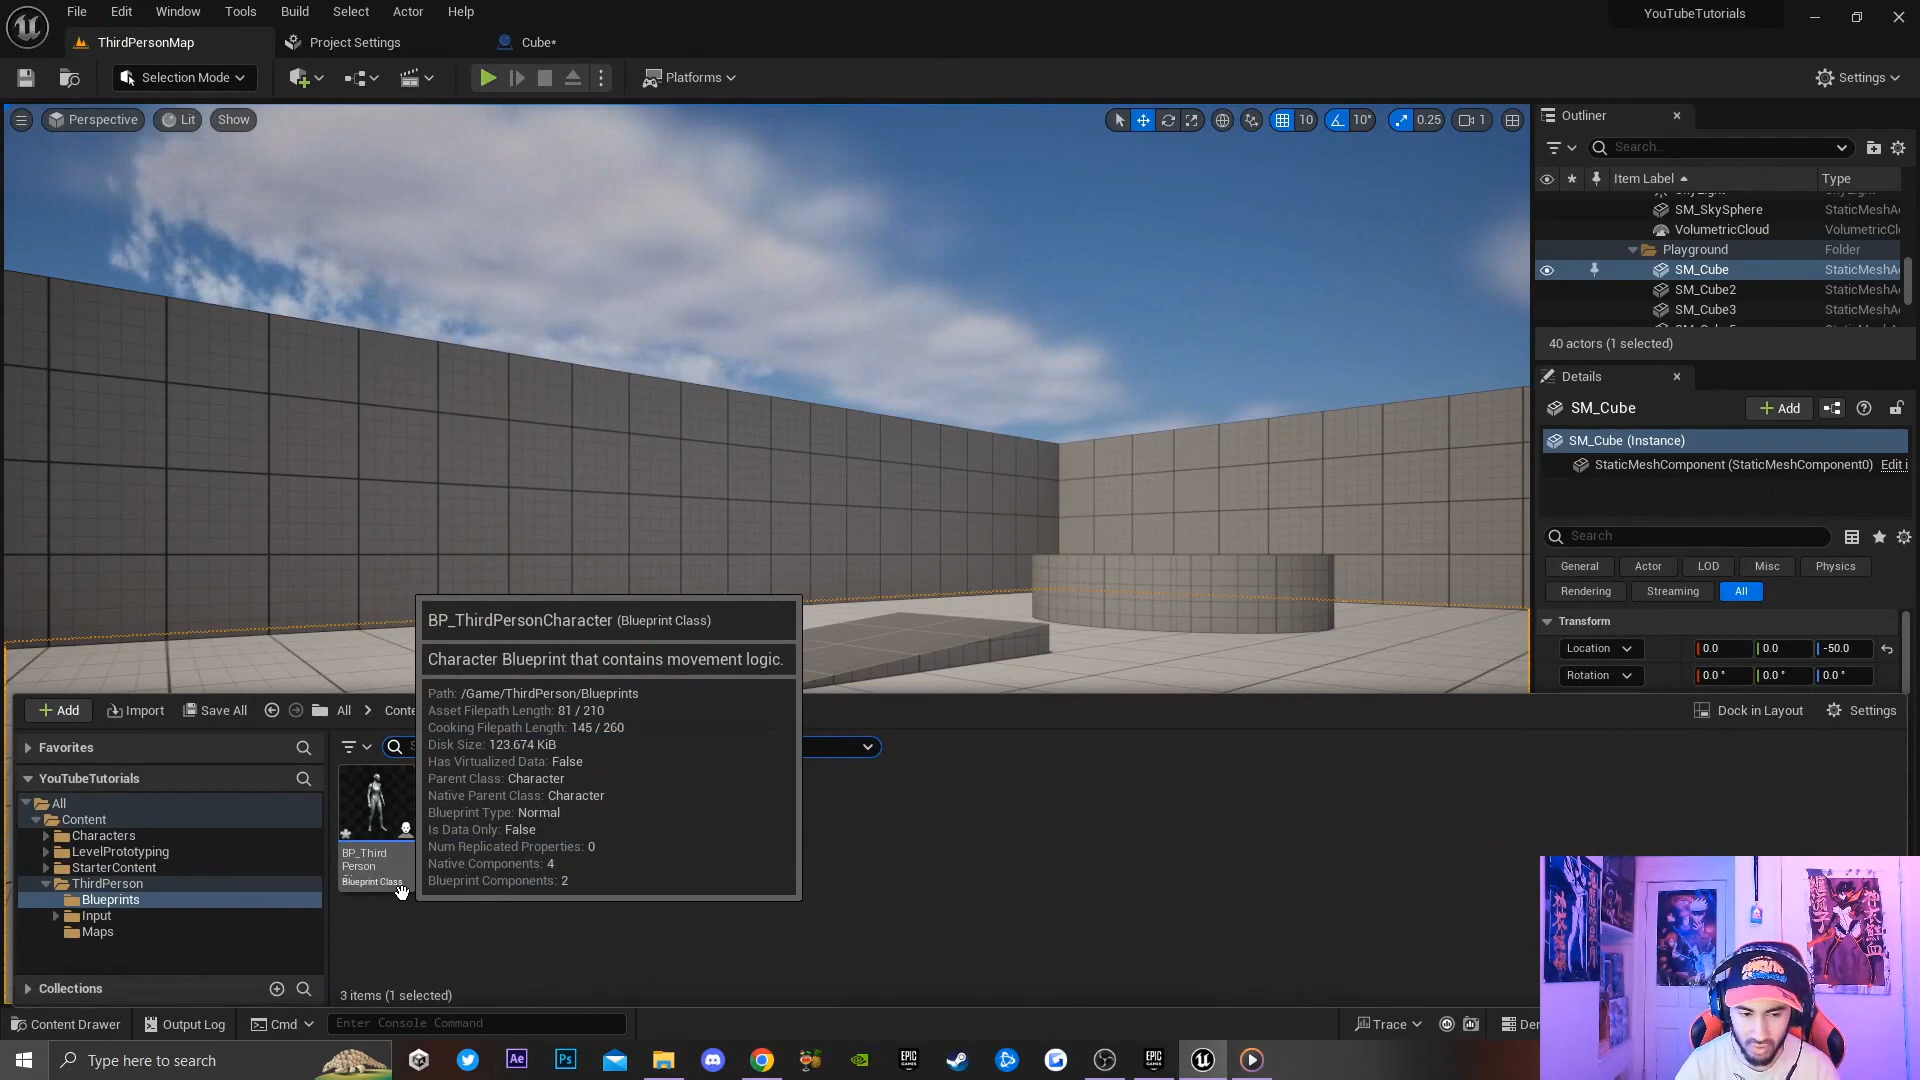 File Edit Window Tools Build Select Actor Help
YouTubeTutorials
ThirdPersonMap
Project Settings
Cube*
Selection Mode
Platforms
Settings
Perspective
Lit
Show
10
10°
0.25
1
Outliner
Search...
Item Label
Type
SM_SkySphere
StaticMeshA
VolumetricCloud
VolumetricCl
Playground
Folder
SM_Cube
StaticMeshA
SM_Cube2
StaticMeshA
SM_Cube3
StaticMeshA
40 actors (1 selected)
Details
SM_Cube
Add
SM_Cube (Instance)
StaticMeshComponent (StaticMeshComponent0)
Edit i
Search
General
Actor
LOD
Misc
Physics
Rendering
Streaming
All
Transform
Location
0.0
0.0
-50.0
Rotation
0.0 °
0.0 °
0.0 °
BP_ThirdPersonCharacter (Blueprint Class)
Character Blueprint that contains movement logic.
Path: /Game/ThirdPerson/Blueprints
Asset Filepath Length: 81 / 210
Cooking Filepath Length: 145 / 260
Disk Size: 123.674 KiB
Has Virtualized Data: False
Parent Class: Character
Native Parent Class: Character
Blueprint Type: Normal
Is Data Only: False
Num Replicated Properties: 0
Native Components: 4
Blueprint Components: 2
Add
Import
Save All
All
Conte
Dock in Layout
Settings
Favorites
YouTubeTutorials
All
Content
Characters
LevelPrototyping
StarterContent
ThirdPerson
Blueprints
Input
Maps
Collections
BP_Third
Person
Blueprint Class
3 items (1 selected)
Content Drawer
Output Log
Cmd
Enter Console Command
Trace
Der
Type here to search
Ae
Ps
EPIC GAMES
EPIC GAMES